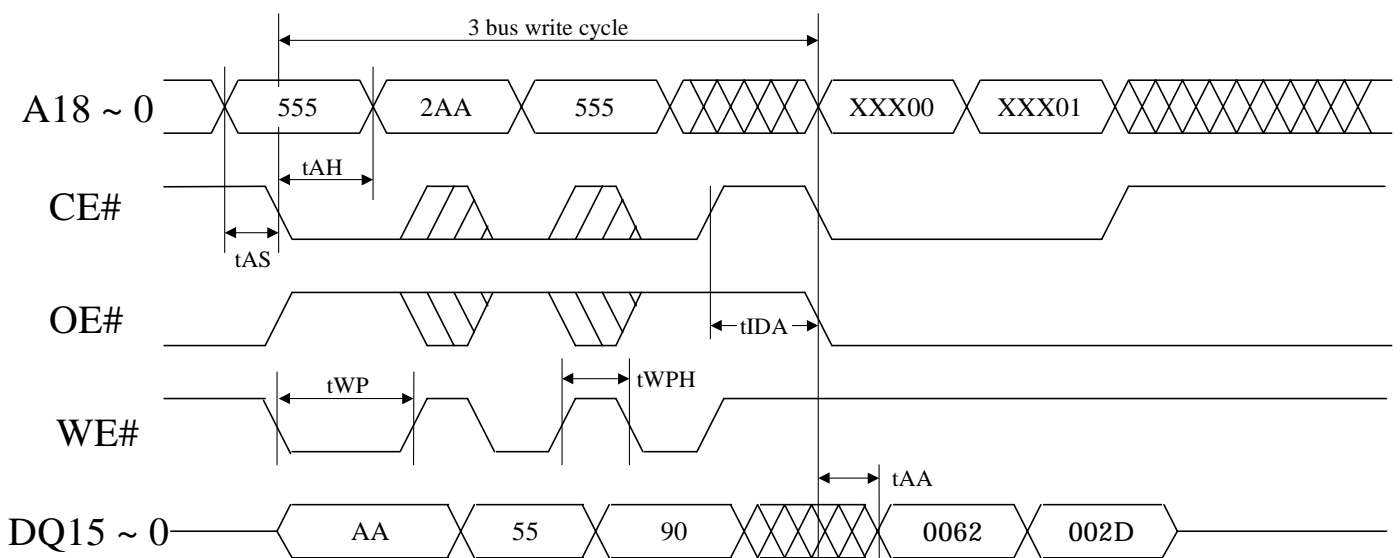 3 bus write cycle
A18 ~ 0
555
2AA
555
XXX00
XXX01
tAH
CE#
tAS
OE#
tIDA
tWP
tWPH
WE#
tAA
DQ15 ~ 0
AA
55
90
0062
002D